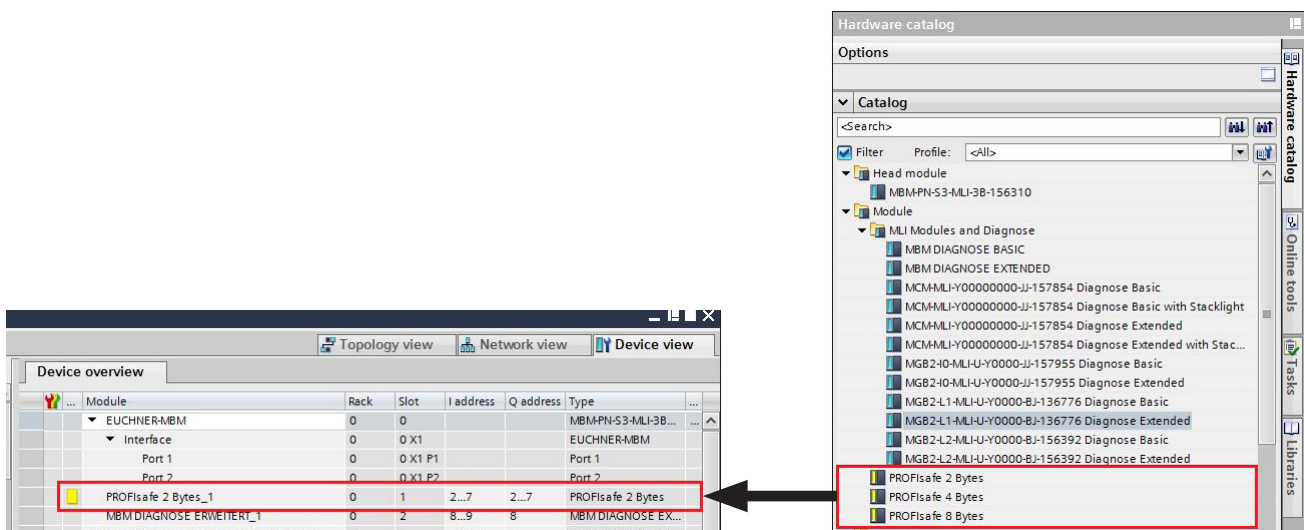 Hardware catalog
Options
Catalog
<Search>
Filter Profile: <All>
Head module
MBM-PN-S3-MLI-3B-156310
Module
MLI Modules and Diagnose
MBM DIAGNOSE BASIC
MBM DIAGNOSE EXTENDED
MCM-MLI-Y00000000-JJ-157854 Diagnose Basic
MCM-MLI-Y00000000-JJ-157854 Diagnose Basic with Stacklight
MCM-MLI-Y00000000-JJ-157854 Diagnose Extended
MCM-MLI-Y00000000-JJ-157854 Diagnose Extended with Stac...
MGB2-I0-MLI-U-Y0000-JJ-157955 Diagnose Basic
MGB2-I0-MLI-U-Y0000-JJ-157955 Diagnose Extended
MGB2-L1-MLI-U-Y0000-BJ-136776 Diagnose Basic
MGB2-L1-MLI-U-Y0000-BJ-136776 Diagnose Extended
MGB2-L2-MLI-U-Y0000-BJ-156392 Diagnose Basic
MGB2-L2-MLI-U-Y0000-BJ-156392 Diagnose Extended
PROFIsafe 2 Bytes
PROFIsafe 4 Bytes
PROFIsafe 8 Bytes
Hardware catalog
Online tools
Tasks
Libraries
Topology view Network view Device view
Device overview
... Module Rack Slot I address Q address Type ...
EUCHNER-MBM 0 0 MBM-PN-S3-MLI-3B... ...
Interface 0 0 X1 EUCHNER-MBM
Port 1 0 0 X1 P1 Port 1
Port 2 0 0 X1 P2 Port 2
PROFIsafe 2 Bytes_1 0 1 2...7 2...7 PROFIsafe 2 Bytes
MBM DIAGNOSE ERWEITERT_1 0 2 8...9 8 MBM DIAGNOSE EX...